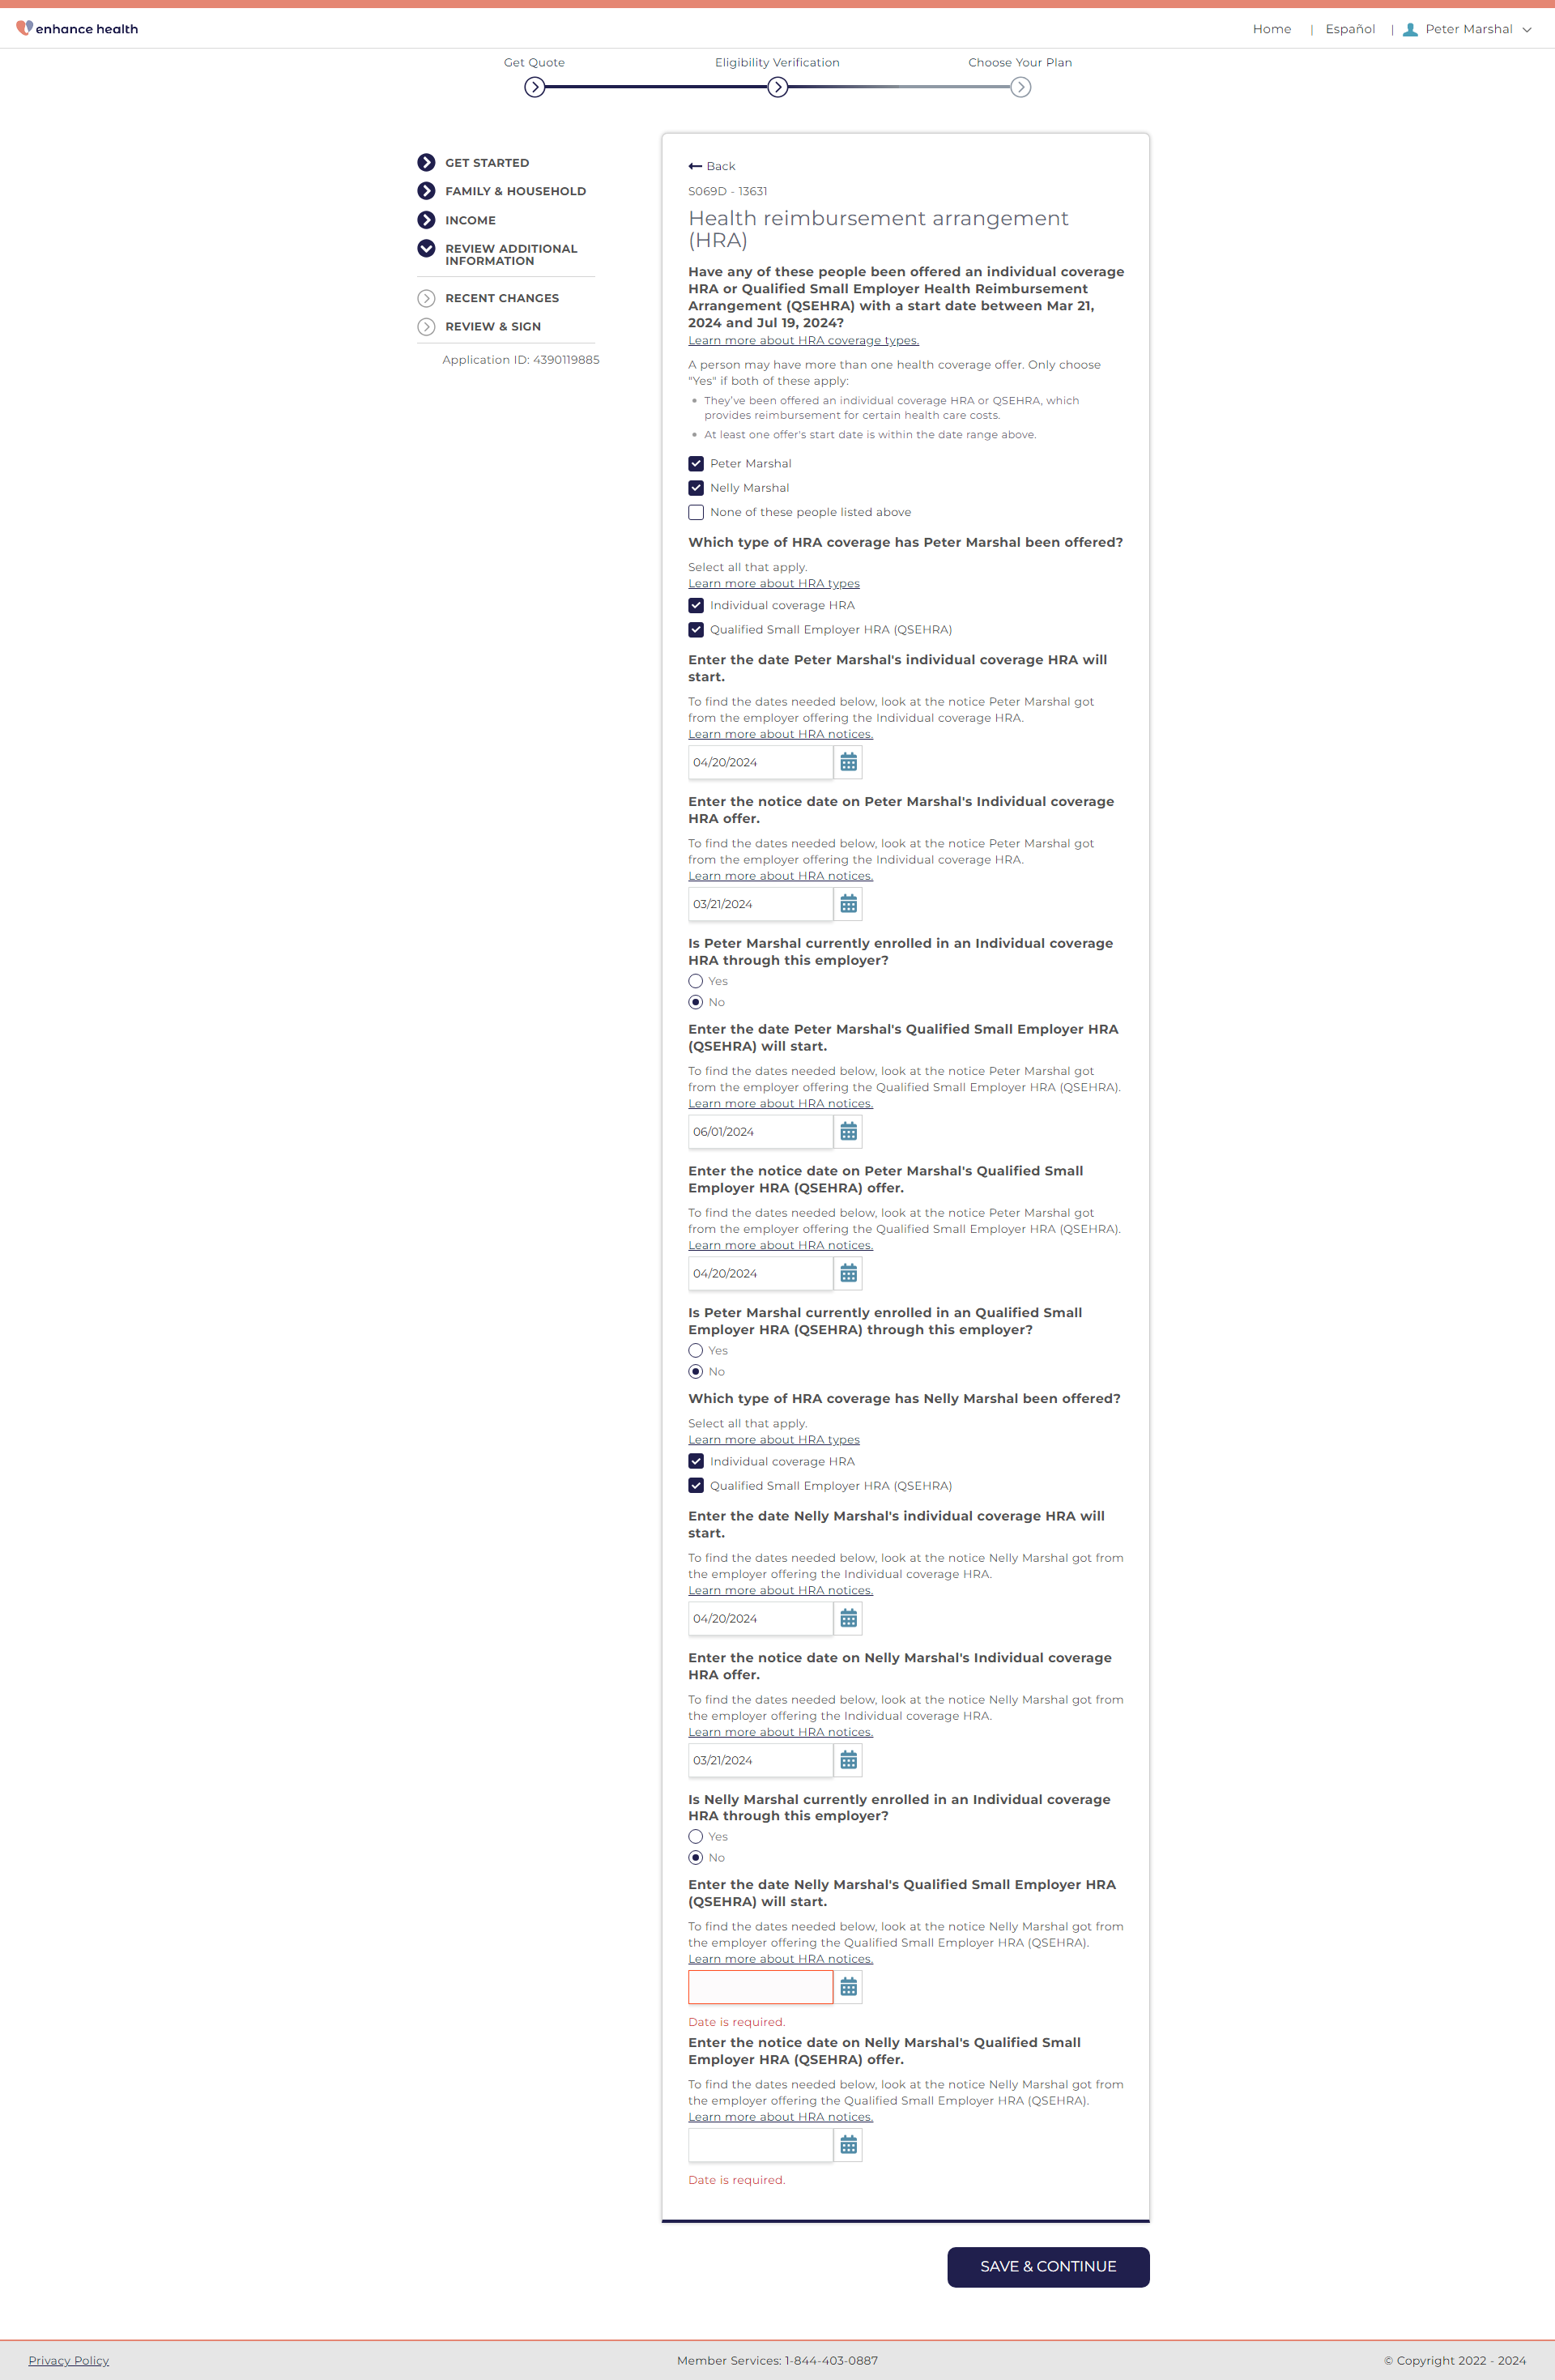 enhance health
Home | Español | Peter Marshal
Get Quote
Eligibility Verification
Choose Your Plan
GET STARTED
FAMILY & HOUSEHOLD
INCOME
REVIEW ADDITIONAL
INFORMATION
RECENT CHANGES
REVIEW & SIGN
Application ID: 4390119885
Back
S069D - 13631
Health reimbursement arrangement
(HRA)
Have any of these people been offered an individual coverage
HRA or Qualified Small Employer Health Reimbursement
Arrangement (QSEHRA) with a start date between Mar 21,
2024 and Jul 19, 2024?
Learn more about HRA coverage types.
A person may have more than one health coverage offer. Only choose
"Yes" if both of these apply:
• They've been offered an individual coverage HRA or QSEHRA, which
provides reimbursement for certain health care costs.
• At least one offer's start date is within the date range above.
Peter Marshal
Nelly Marshal
None of these people listed above
Which type of HRA coverage has Peter Marshal been offered?
Select all that apply.
Learn more about HRA types
Individual coverage HRA
Qualified Small Employer HRA (QSEHRA)
Enter the date Peter Marshal's individual coverage HRA will
start.
To find the dates needed below, look at the notice Peter Marshal got
from the employer offering the Individual coverage HRA.
Learn more about HRA notices.
04/20/2024
Enter the notice date on Peter Marshal's Individual coverage
HRA offer.
To find the dates needed below, look at the notice Peter Marshal got
from the employer offering the Individual coverage HRA.
Learn more about HRA notices.
03/21/2024
Is Peter Marshal currently enrolled in an Individual coverage
HRA through this employer?
Yes
No
Enter the date Peter Marshal's Qualified Small Employer HRA
(QSEHRA) will start.
To find the dates needed below, look at the notice Peter Marshal got
from the employer offering the Qualified Small Employer HRA (QSEHRA).
Learn more about HRA notices.
06/01/2024
Enter the notice date on Peter Marshal's Qualified Small
Employer HRA (QSEHRA) offer.
To find the dates needed below, look at the notice Peter Marshal got
from the employer offering the Qualified Small Employer HRA (QSEHRA).
Learn more about HRA notices.
04/20/2024
Is Peter Marshal currently enrolled in an Qualified Small
Employer HRA (QSEHRA) through this employer?
Yes
No
Which type of HRA coverage has Nelly Marshal been offered?
Select all that apply.
Learn more about HRA types
Individual coverage HRA
Qualified Small Employer HRA (QSEHRA)
Enter the date Nelly Marshal's individual coverage HRA will
start.
To find the dates needed below, look at the notice Nelly Marshal got from
the employer offering the Individual coverage HRA.
Learn more about HRA notices.
04/20/2024
Enter the notice date on Nelly Marshal's Individual coverage
HRA offer.
To find the dates needed below, look at the notice Nelly Marshal got from
the employer offering the Individual coverage HRA.
Learn more about HRA notices.
03/21/2024
Is Nelly Marshal currently enrolled in an Individual coverage
HRA through this employer?
Yes
No
Enter the date Nelly Marshal's Qualified Small Employer HRA
(QSEHRA) will start.
To find the dates needed below, look at the notice Nelly Marshal got from
the employer offering the Qualified Small Employer HRA (QSEHRA).
Learn more about HRA notices.
Date is required.
Enter the notice date on Nelly Marshal's Qualified Small
Employer HRA (QSEHRA) offer.
To find the dates needed below, look at the notice Nelly Marshal got from
the employer offering the Qualified Small Employer HRA (QSEHRA).
Learn more about HRA notices.
Date is required.
SAVE & CONTINUE
Privacy Policy
Member Services: 1-844-403-0887
© Copyright 2022 - 2024